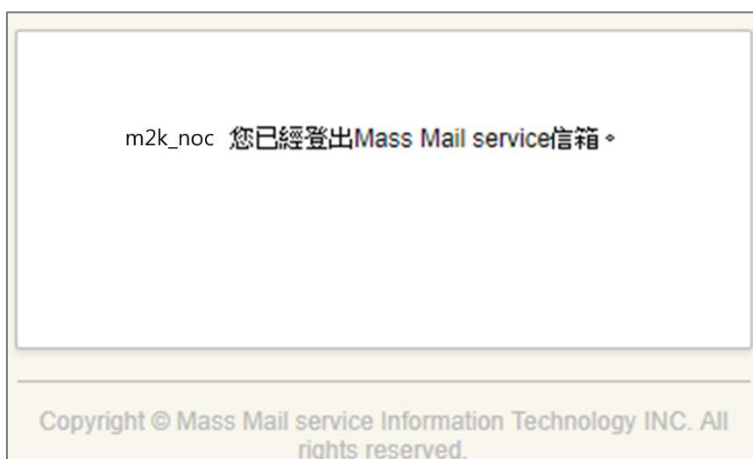 m2k_noc 您已經登出Mass Mail service信箱。
Copyright © Mass Mail service Information Technology INC. All
rights reserved.